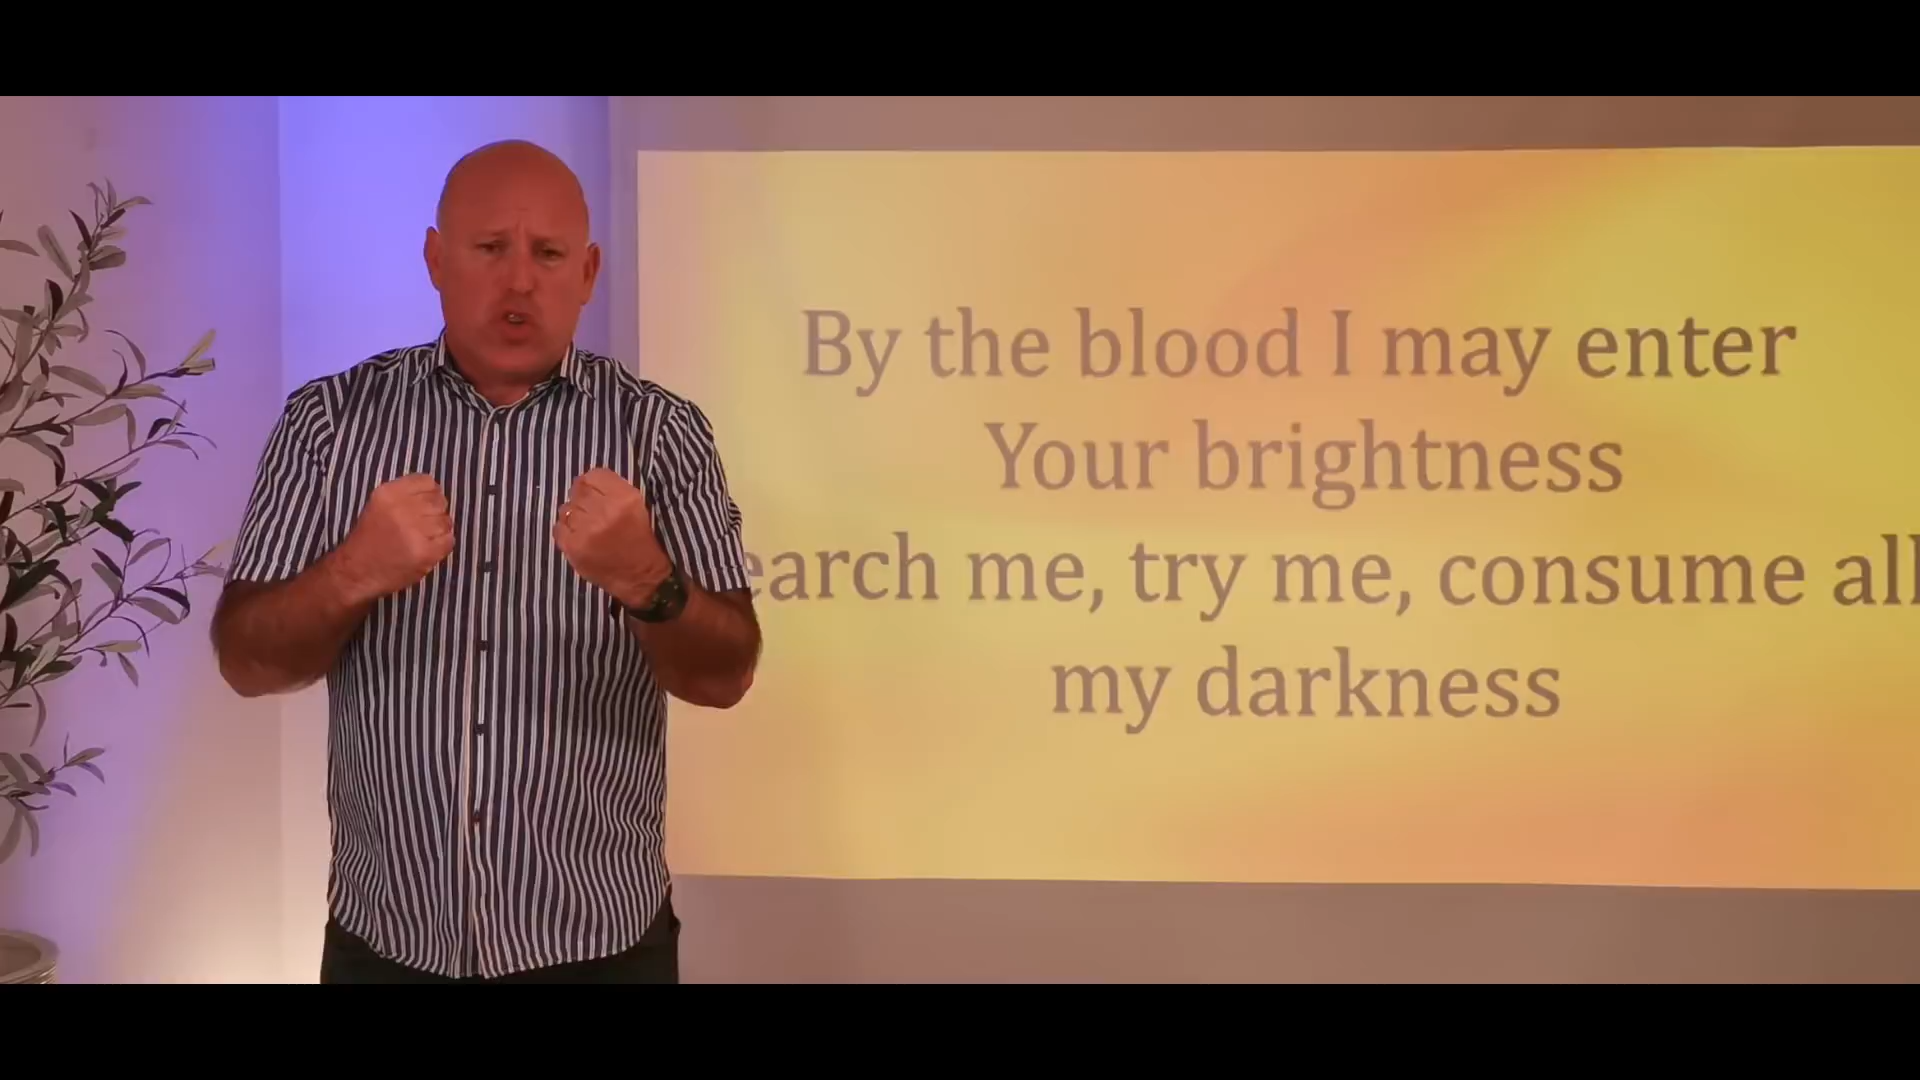 By the blood I may enter
Your brightness
earch me, try me, consume all
my darkness